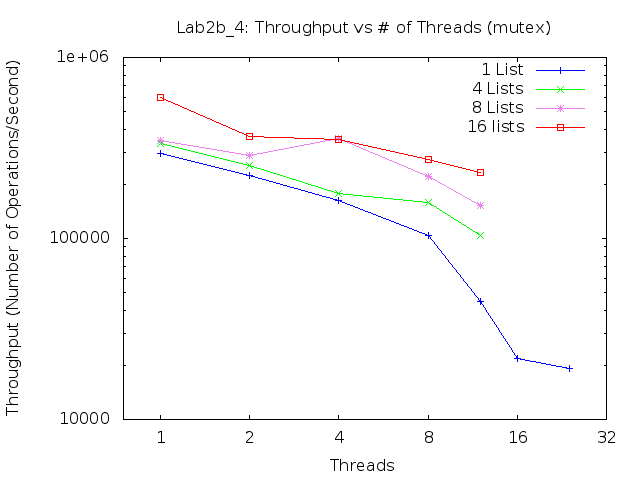 Lab2b_4: Throughput vs # of Threads (mutex)
Throughput (Number of Operations/Second)
1e+06
100000
10000
1 List
4 Lists
8 Lists
16 lists
1 2 4 8 16 32
Threads